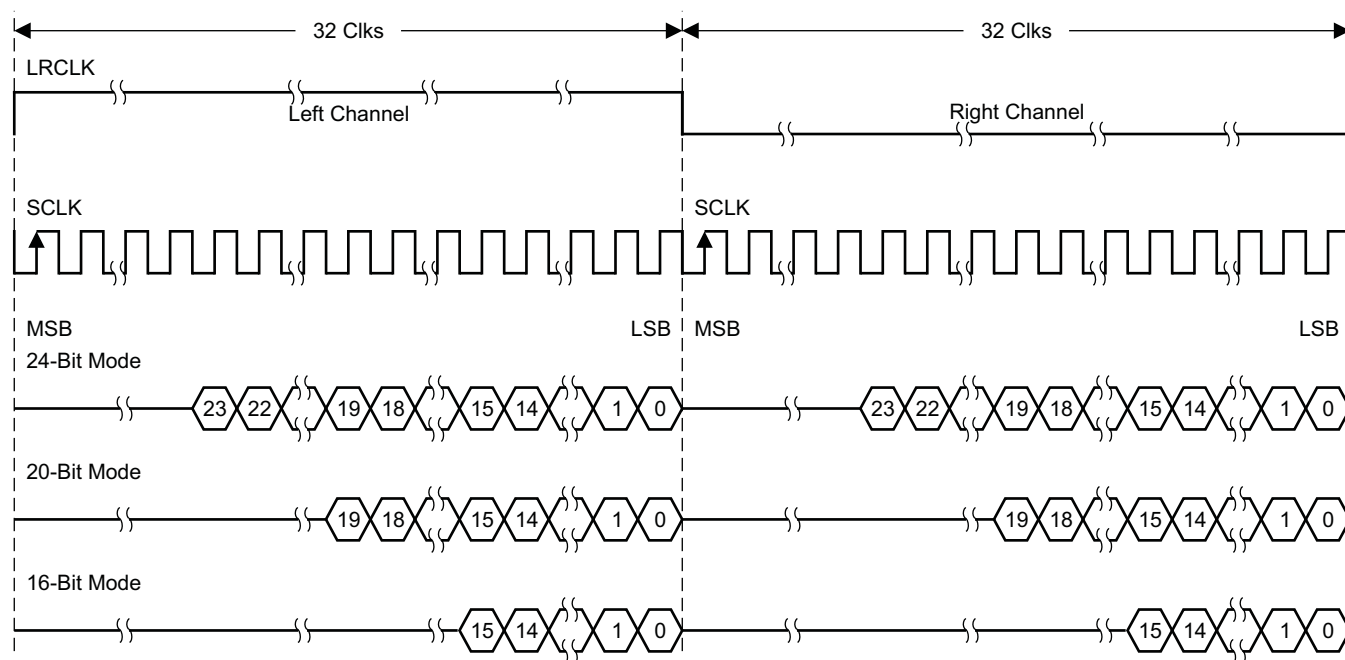 32 Clks 32 Clks
LRCLK
Left Channel Right Channel
SCLK SCLK
MSB LSB MSB LSB
24-Bit Mode
23 22 19 18 15 14 1 0 23 22 19 18 15 14 1 0
20-Bit Mode
19 18 15 14 1 0 19 18 15 14 1 0
16-Bit Mode
15 14 1 0 15 14 1 0